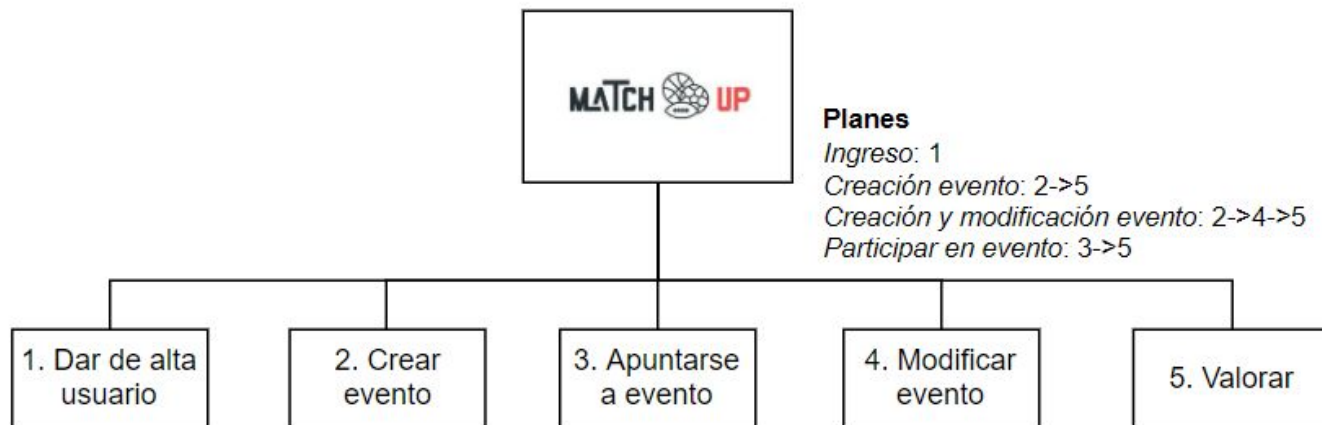 MATCH UP
Planes
Ingreso: 1
Creación evento: 2->5
Creación y modificación evento: 2->4->5
Participar en evento: 3->5
1. Dar de alta
usuario
2. Crear
evento
3. Apuntarse
a evento
4. Modificar
evento
5. Valorar